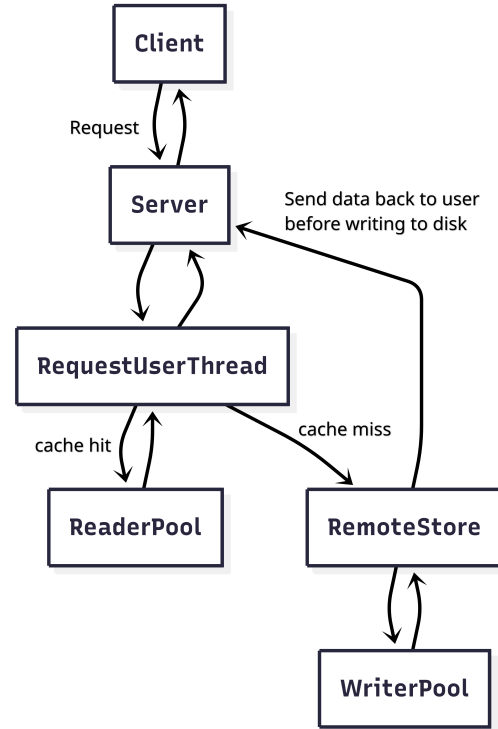 Client
Request
Server
Send data back to user
before writing to disk
RequestUserThread
cache hit
cache miss
ReaderPool
RemoteStore
WriterPool